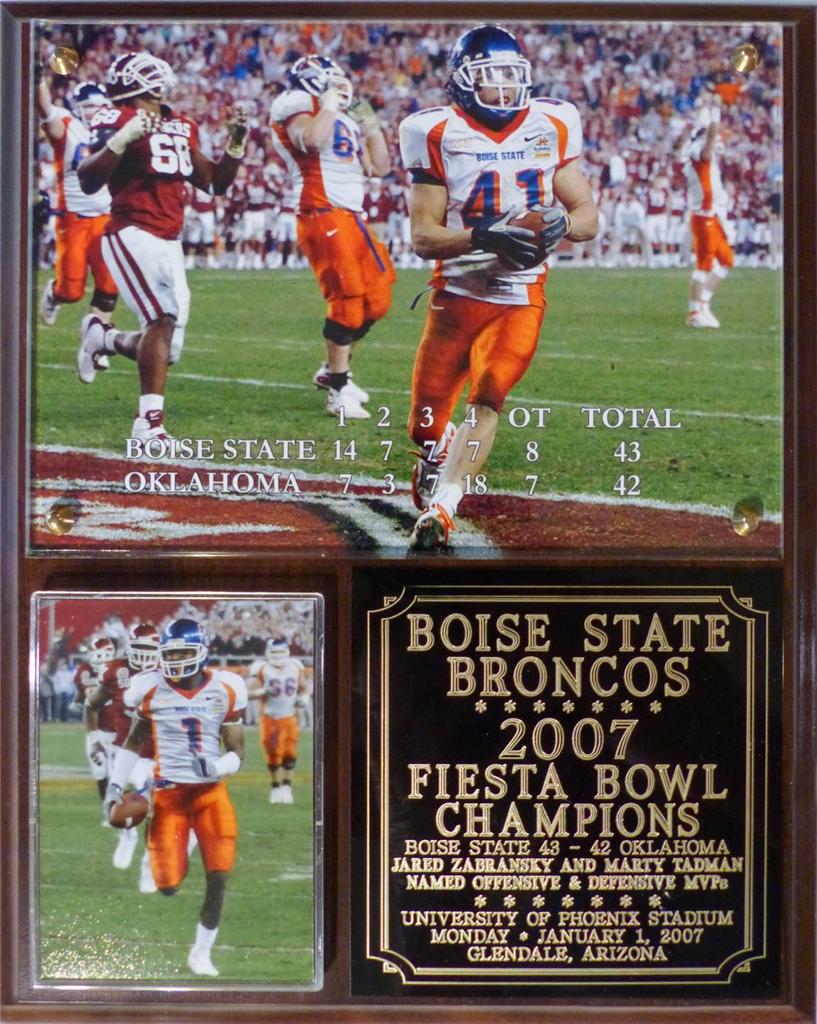 68
BOISE STATE
41
1 2 3 4 OT TOTAL
BOISE STATE 14 7 7 7 8 43
OKLAHOMA 7 3 7 18 7 42
BOISE STATE
1
66
BOISE STATE
BRONCOS
* * * * * * *
2007
FIESTA BOWL
CHAMPIONS
BOISE STATE 43 - 42 OKLAHOMA
JARED ZABRANSKY AND MARTY TADMAN
NAMED OFFENSIVE & DEFENSIVE MVPs
* * * * * * *
UNIVERSITY OF PHOENIX STADIUM
MONDAY * JANUARY 1, 2007
GLENDALE, ARIZONA